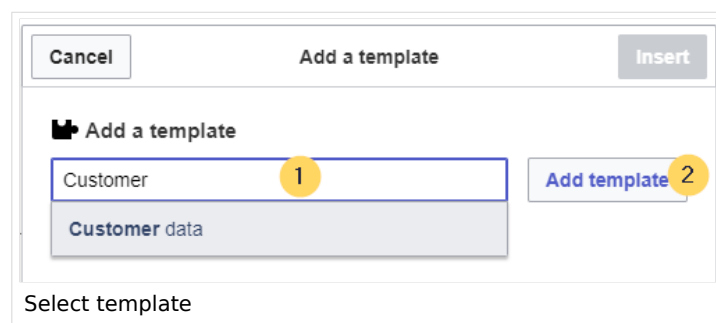 Cancel Add a template Insert
Add a template
Customer 1 Add template 2
Customer data
Select template